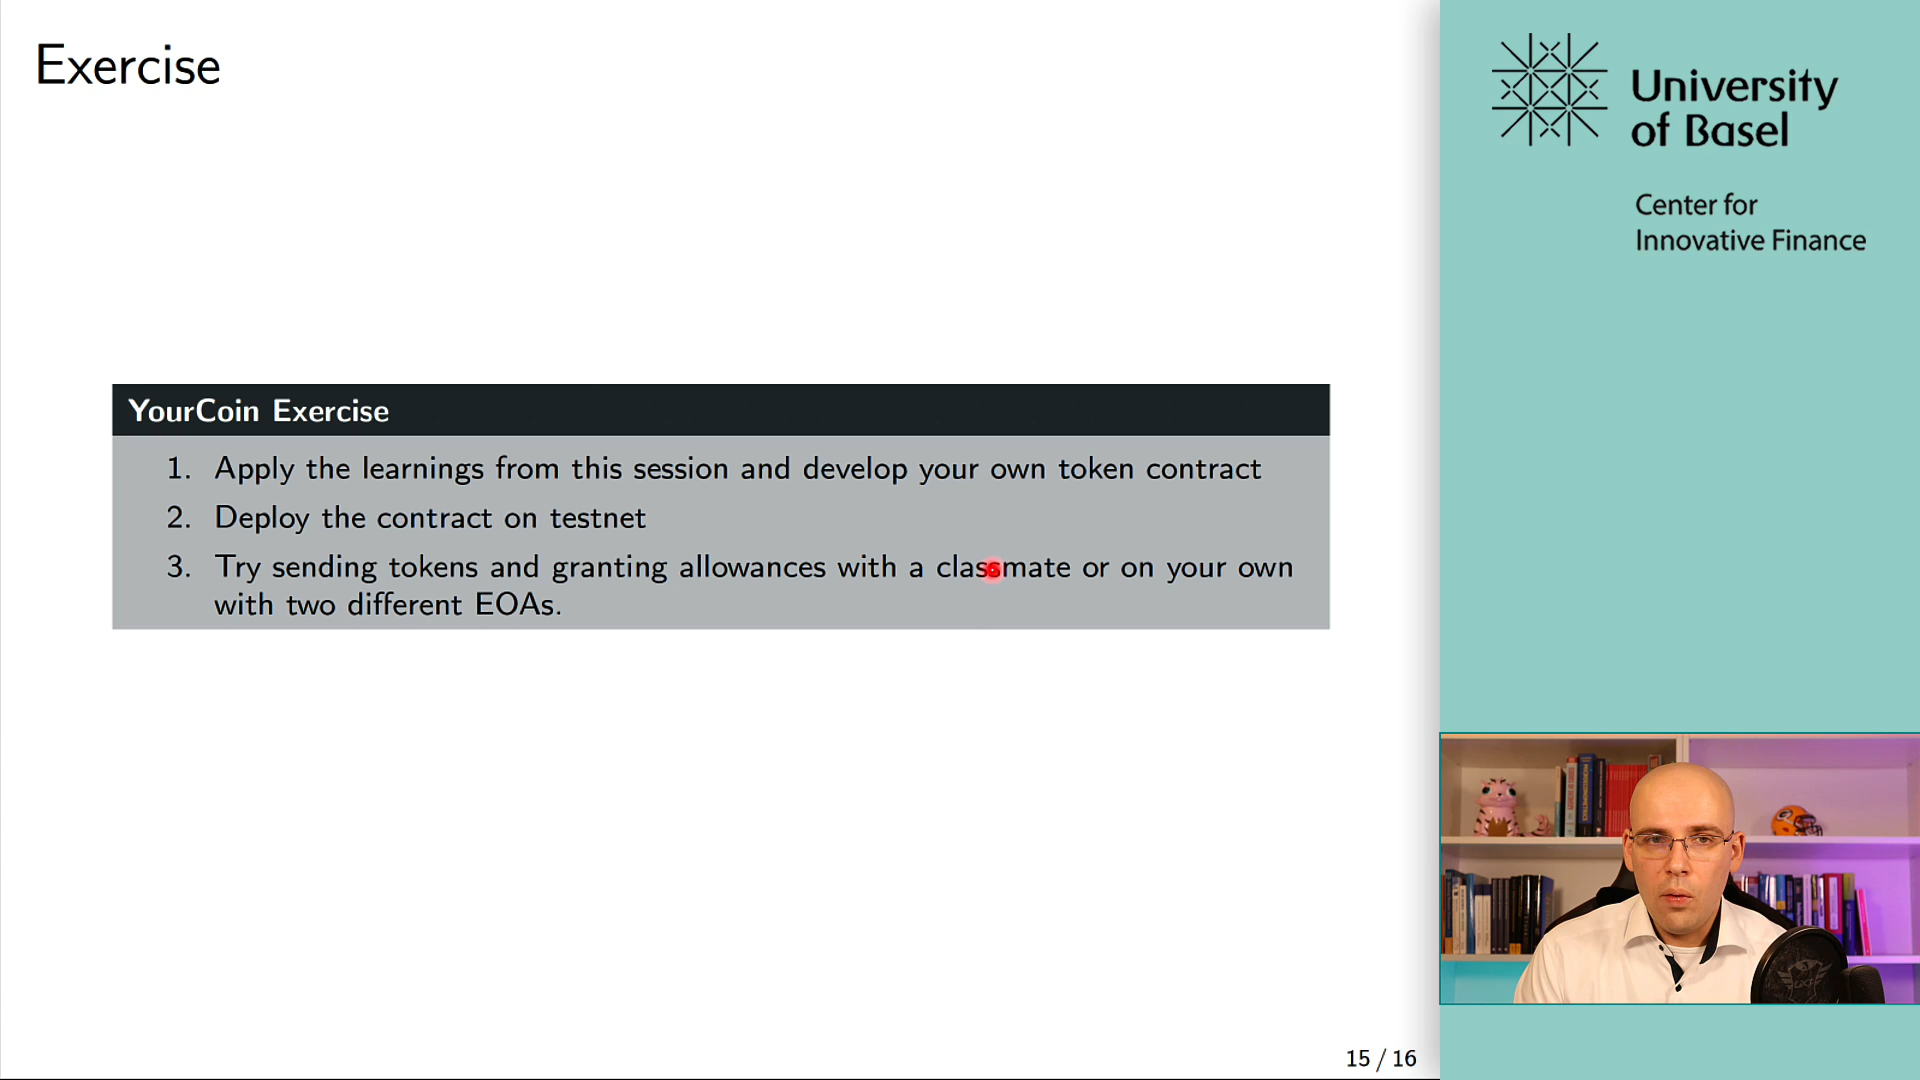 Exercise
University
of Basel
Center for
Innovative Finance
YourCoin Exercise
1. Apply the learnings from this session and develop your own token contract
2. Deploy the contract on testnet
3. Try sending tokens and granting allowances with a classmate or on your own
with two different EOAs.
15 / 16